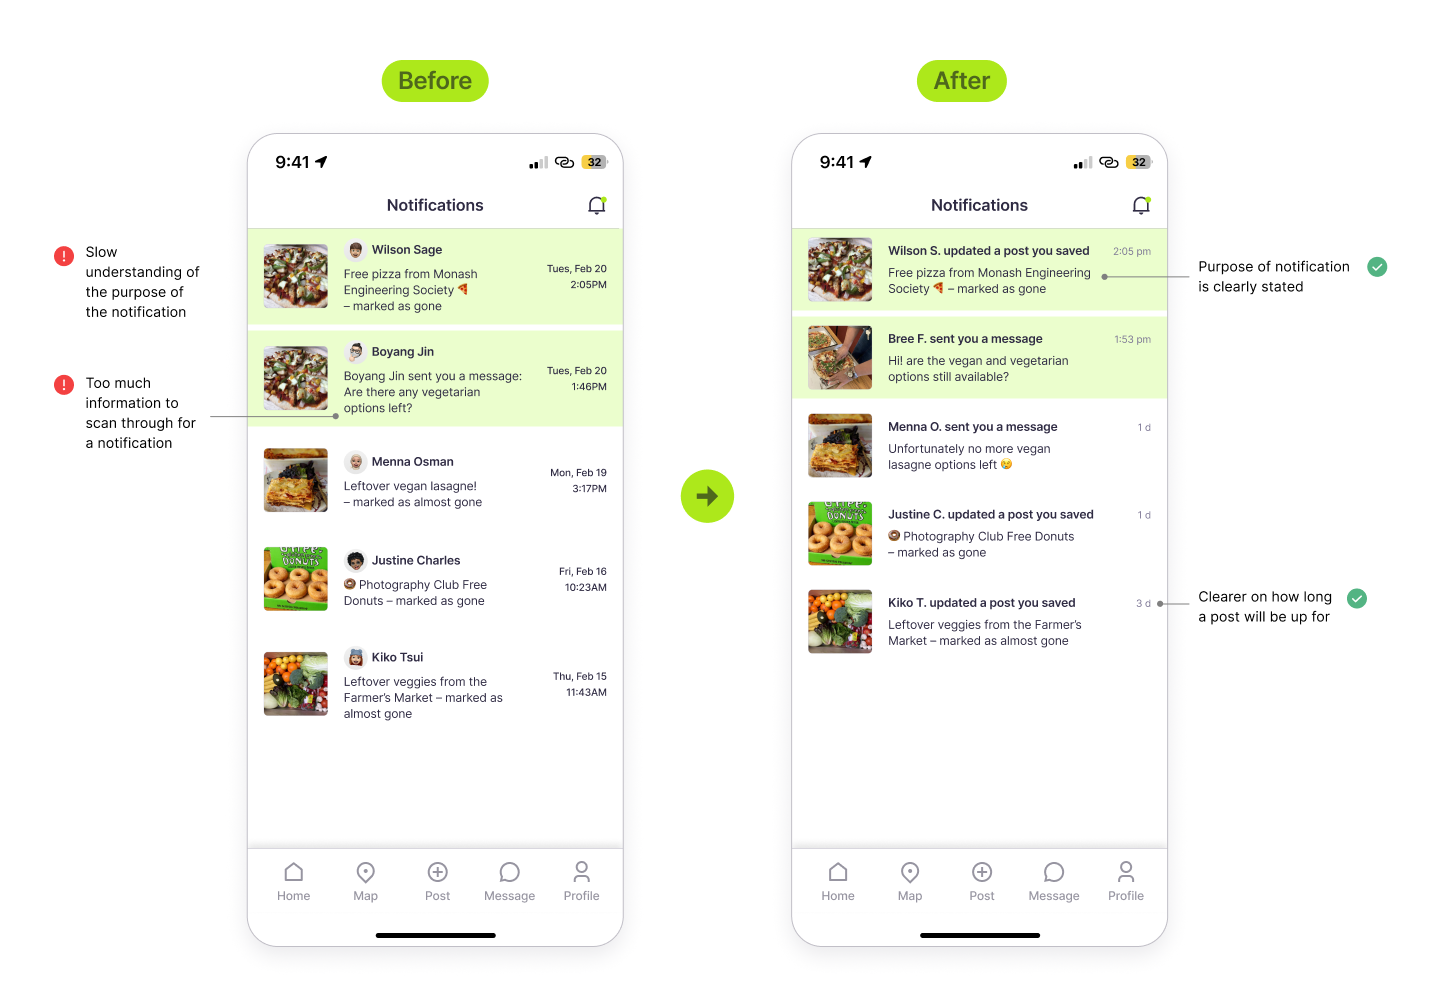 Before
After
Slow
understanding of
the purpose of
the notification
Too much
information to
scan through for
a notification
9:41
32
Notifications
Wilson Sage
Free pizza from Monash
Engineering Society 🍕
– marked as gone
Tues, Feb 20
2:05PM
Boyang Jin
Boyang Jin sent you a message:
Are there any vegetarian
options left?
Tues, Feb 20
1:46PM
Menna Osman
Leftover vegan lasagne!
– marked as almost gone
Mon, Feb 19
3:17PM
DONUTS
Justine Charles
🍩 Photography Club Free
Donuts – marked as gone
Fri, Feb 16
10:23AM
Kiko Tsui
Leftover veggies from the
Farmer's Market – marked as
almost gone
Thu, Feb 15
11:43AM
Home
Map
Post
Message
Profile
9:41
32
Notifications
Wilson S. updated a post you saved
2:05 pm
Free pizza from Monash Engineering
Society 🍕 – marked as gone
Bree F. sent you a message
1:53 pm
Hi! are the vegan and vegetarian
options still available?
Menna O. sent you a message
1 d
Unfortunately no more vegan
lasagne options left 😢
DONUTS
Justine C. updated a post you saved
1 d
🍩 Photography Club Free Donuts
– marked as gone
Kiko T. updated a post you saved
3 d
Leftover veggies from the Farmer's
Market – marked as almost gone
Home
Map
Post
Message
Profile
Purpose of notification
is clearly stated
Clearer on how long
a post will be up for